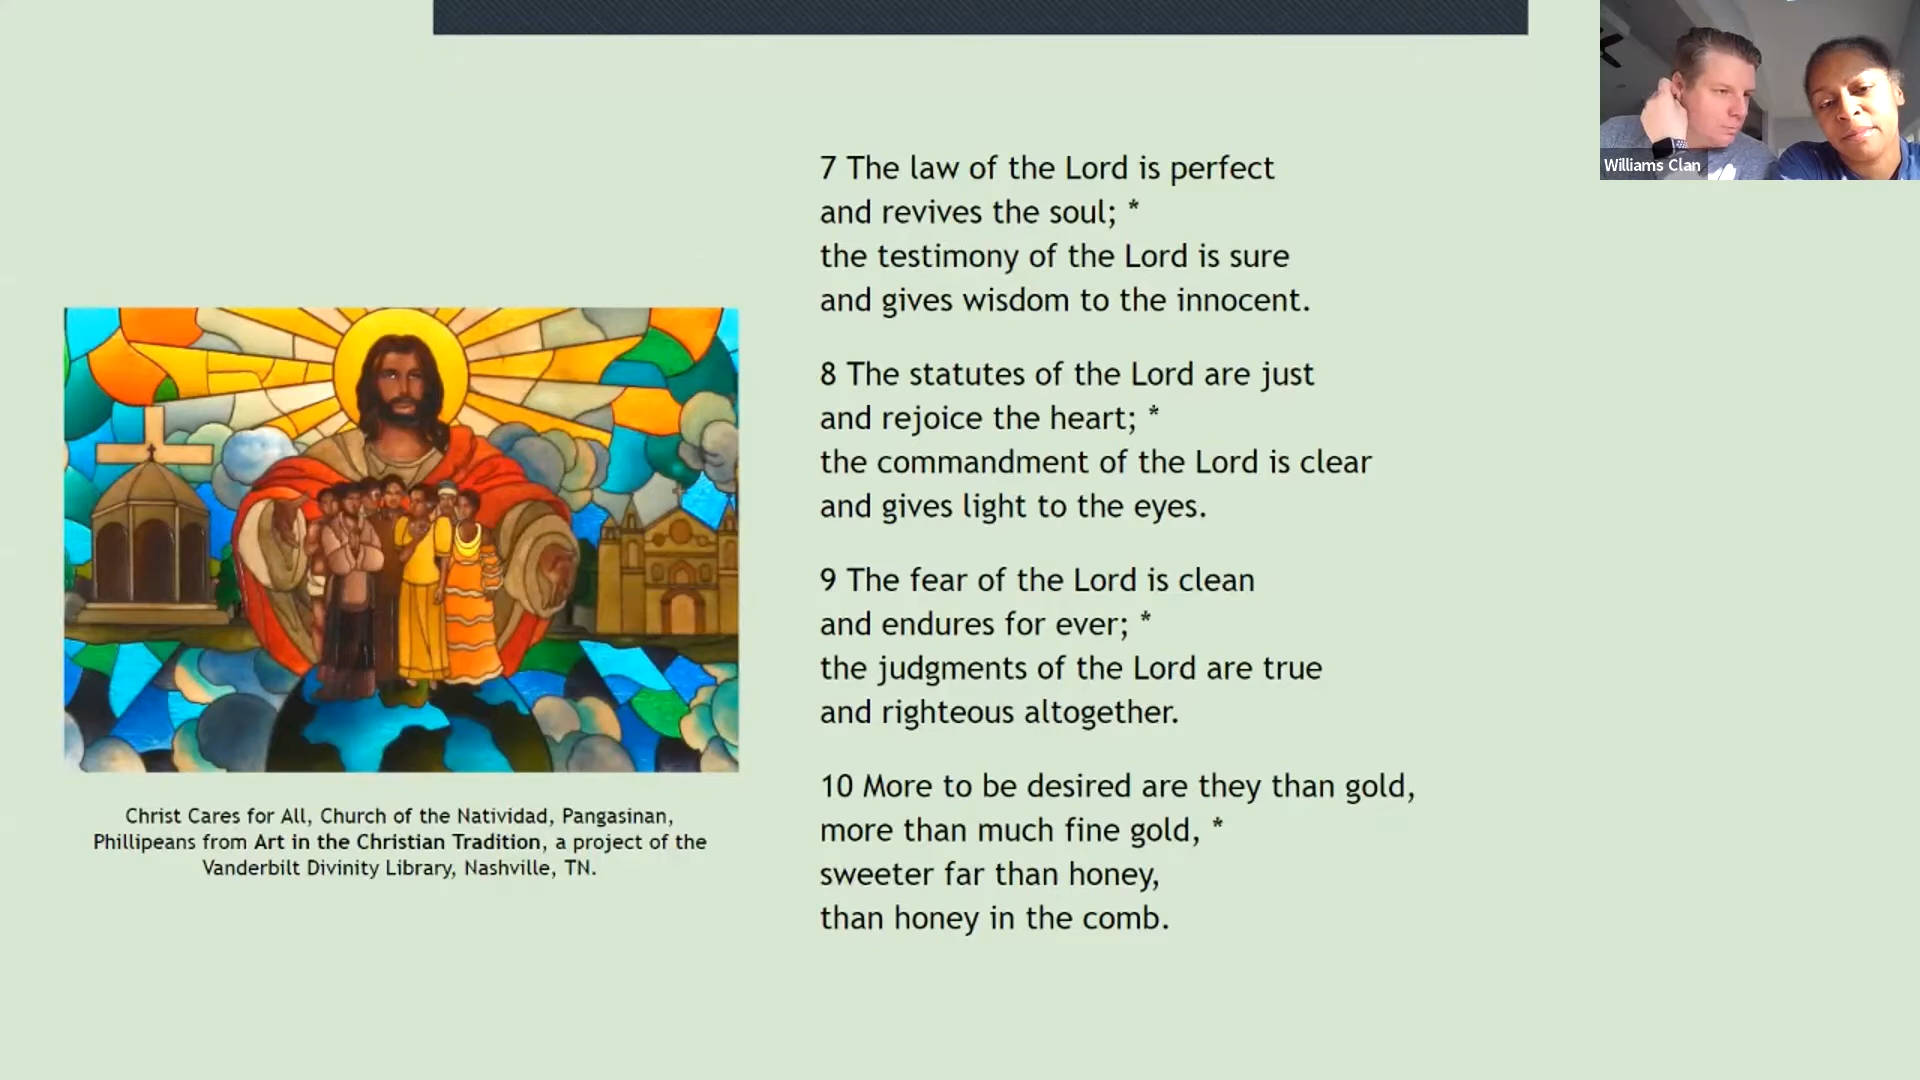 Williams Clan
7 The law of the Lord is perfect
and revives the soul; *
the testimony of the Lord is sure
and gives wisdom to the innocent.
8 The statutes of the Lord are just
and rejoice the heart; *
the commandment of the Lord is clear
and gives light to the eyes.
9 The fear of the Lord is clean
and endures for ever; *
the judgments of the Lord are true
and righteous altogether.
10 More to be desired are they than gold,
more than much fine gold, *
sweeter far than honey,
than honey in the comb.
Christ Cares for All, Church of the Natividad, Pangasinan,
Phillipeans from Art in the Christian Tradition, a project of the
Vanderbilt Divinity Library, Nashville, TN.